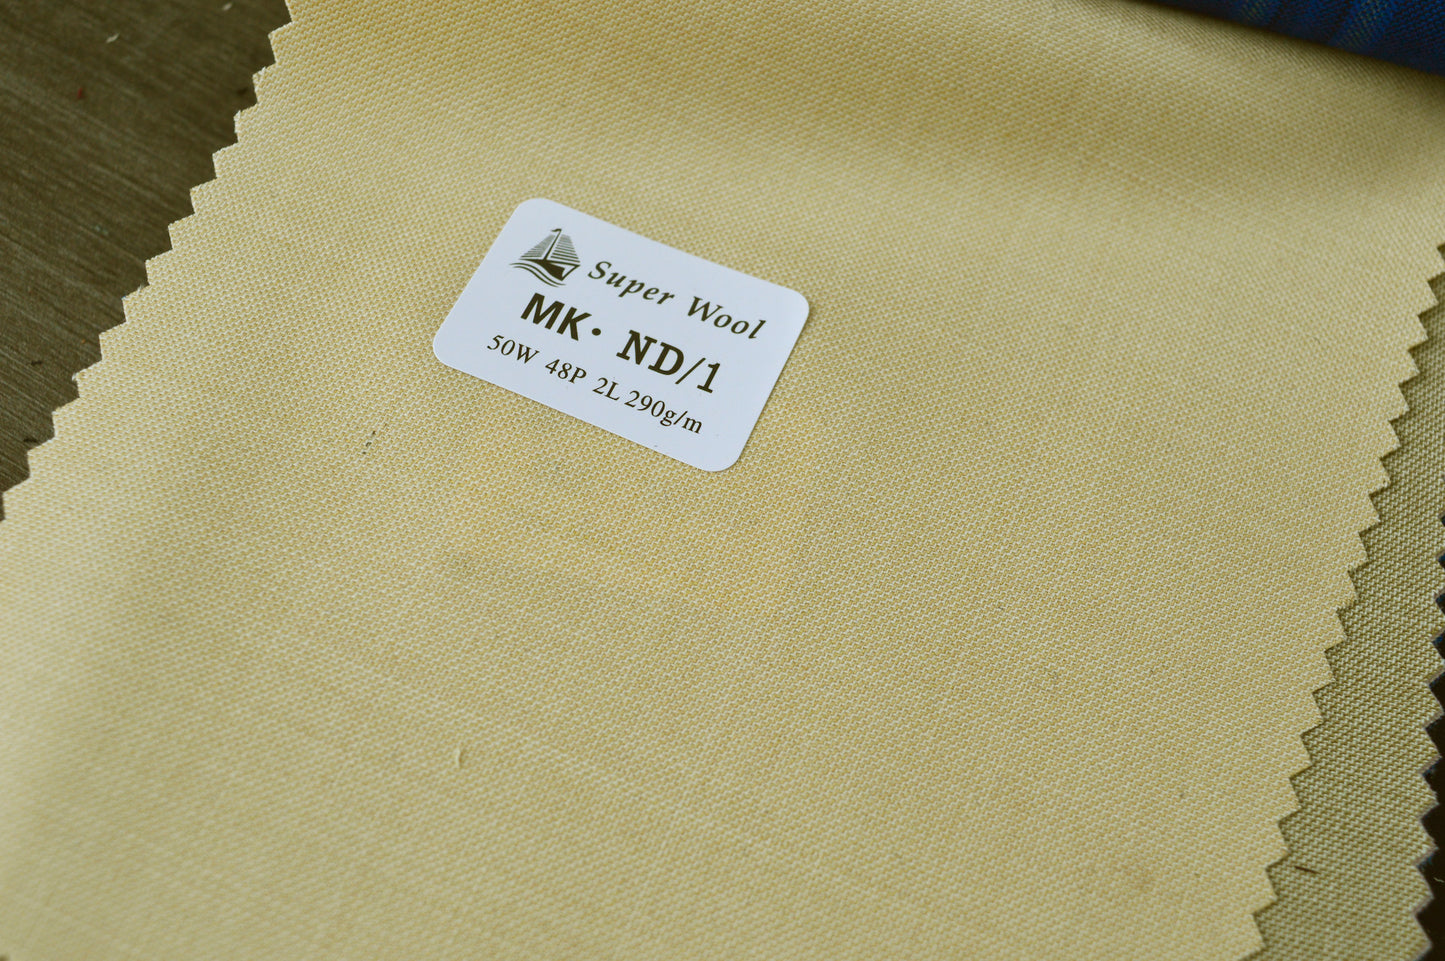 Super Wool
MK· ND/1
50W 48P 2L 290g/m